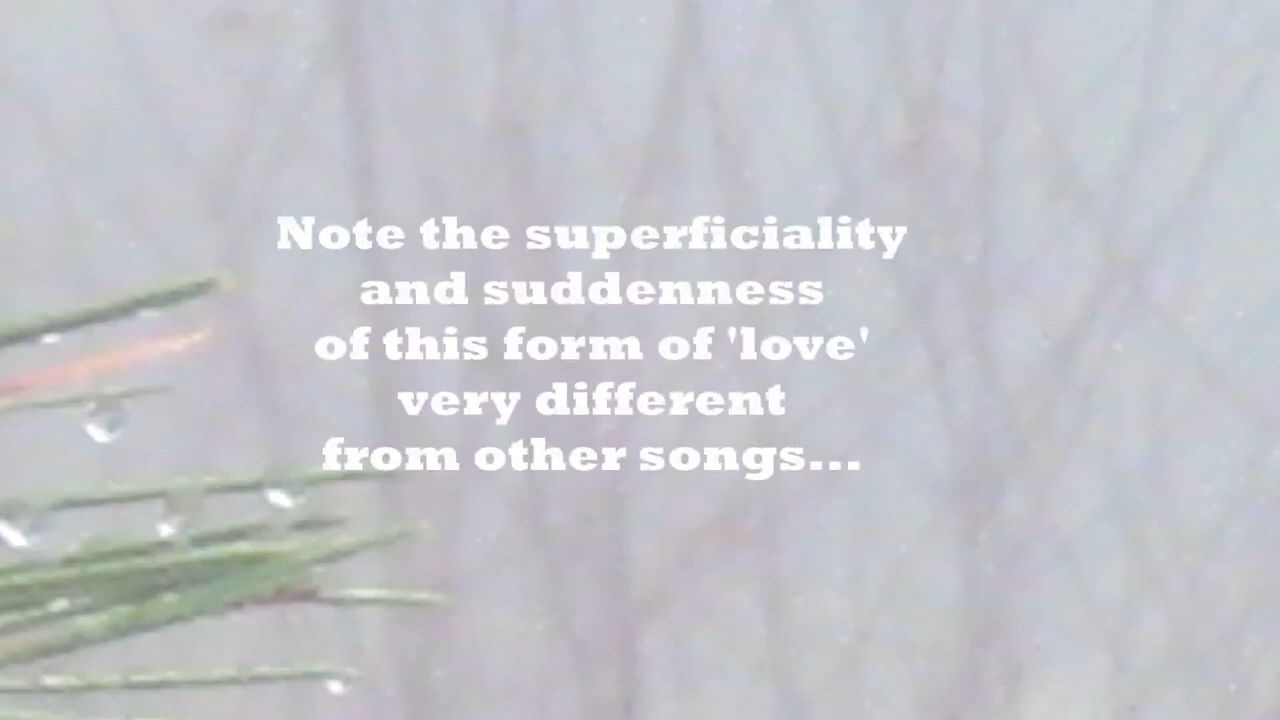 Note the superficiality
and suddenness
of this form of 'love'
very different
from other songs...